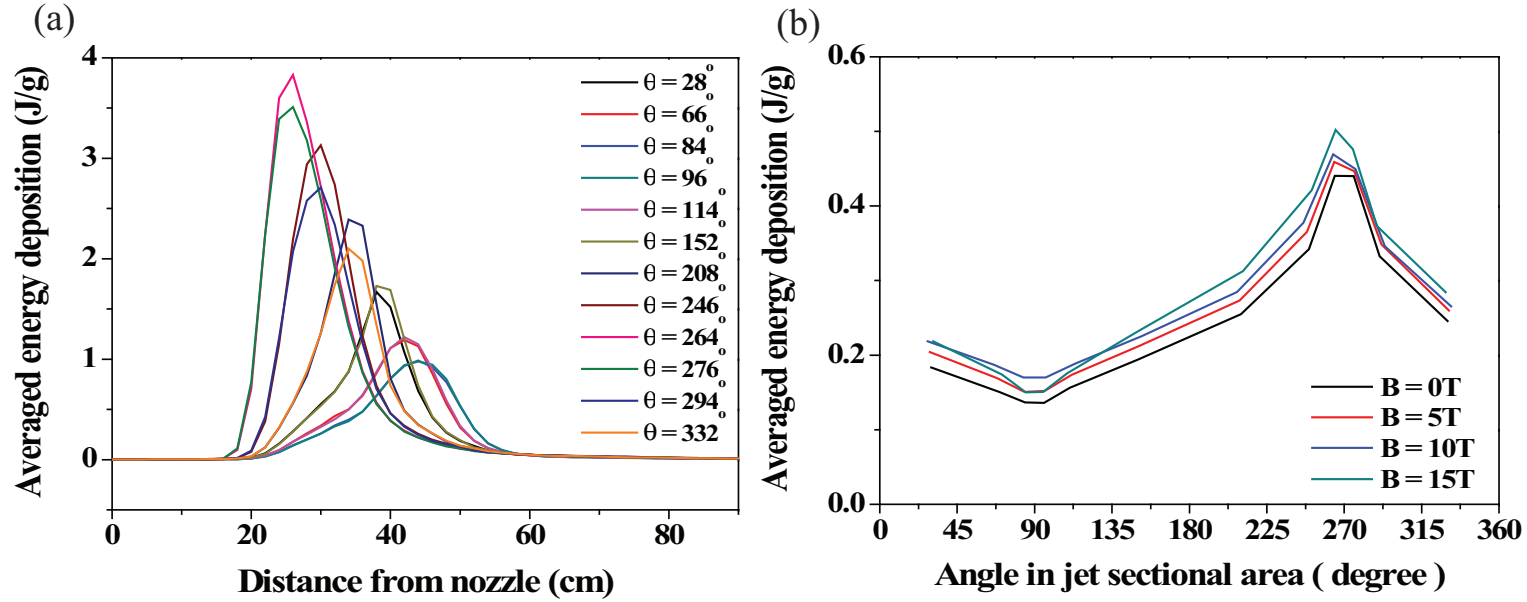 (a)
Averaged energy deposition (J/g)
4
3
2
1
0
0
20
40
60
80
Distance from nozzle (cm)
θ = 28°
θ = 66°
θ = 84°
θ = 96°
θ = 114°
θ = 152°
θ = 208°
θ = 246°
θ = 264°
θ = 276°
θ = 294°
θ = 332°
(b)
Averaged energy deposition (J/g)
0.6
0.4
0.2
0.0
0
45
90
135
180
225
270
315
360
Angle in jet sectional area ( degree )
B = 0T
B = 5T
B = 10T
B = 15T